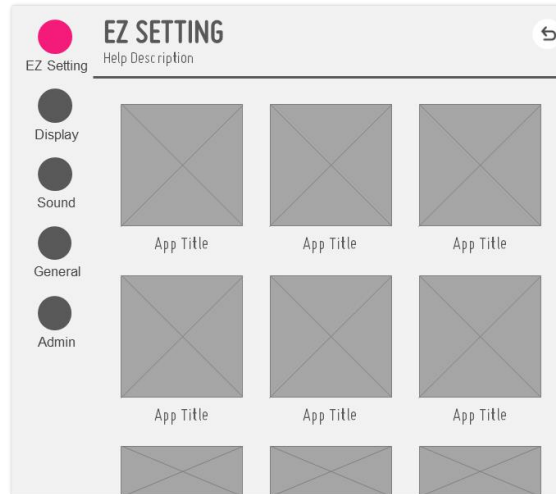 EZ SETTING
Help Description
EZ Setting
Display
Sound
General
Admin
App Title App Title App Title
App Title App Title App Title